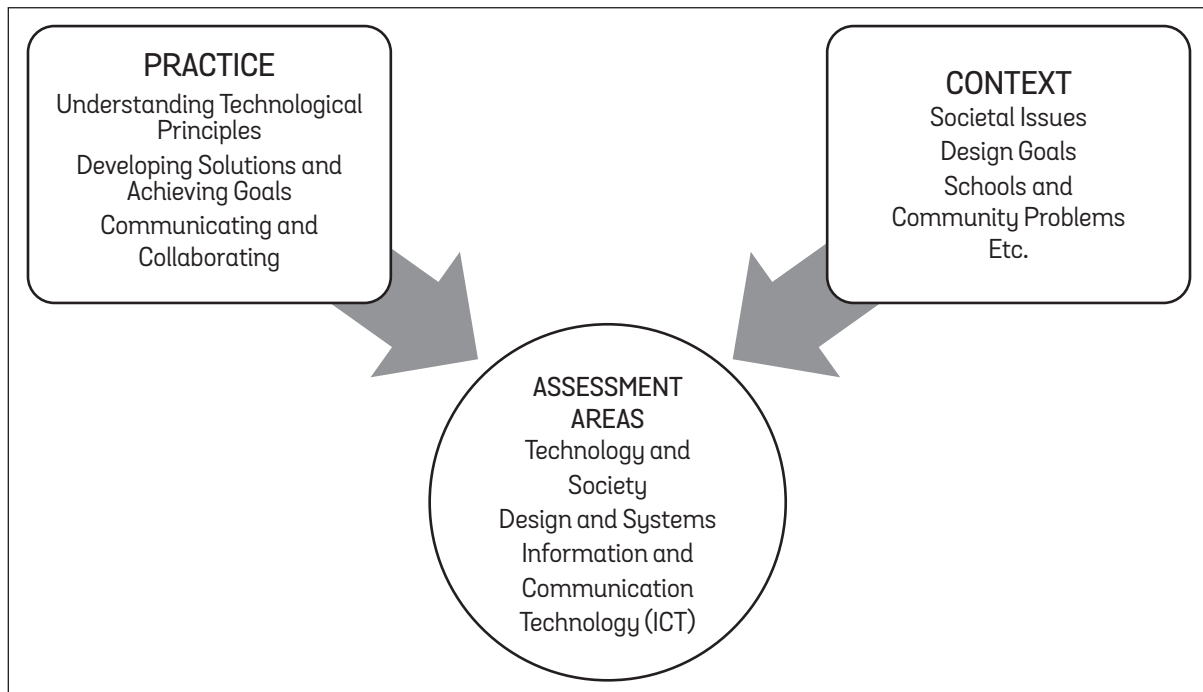 PRACTICE
Understanding Technological
Principles
Developing Solutions and
Achieving Goals
Communicating and
Collaborating
CONTEXT
Societal Issues
Design Goals
Schools and
Community Problems
Etc.
ASSESSMENT
AREAS
Technology and
Society
Design and Systems
Information and
Communication
Technology (ICT)